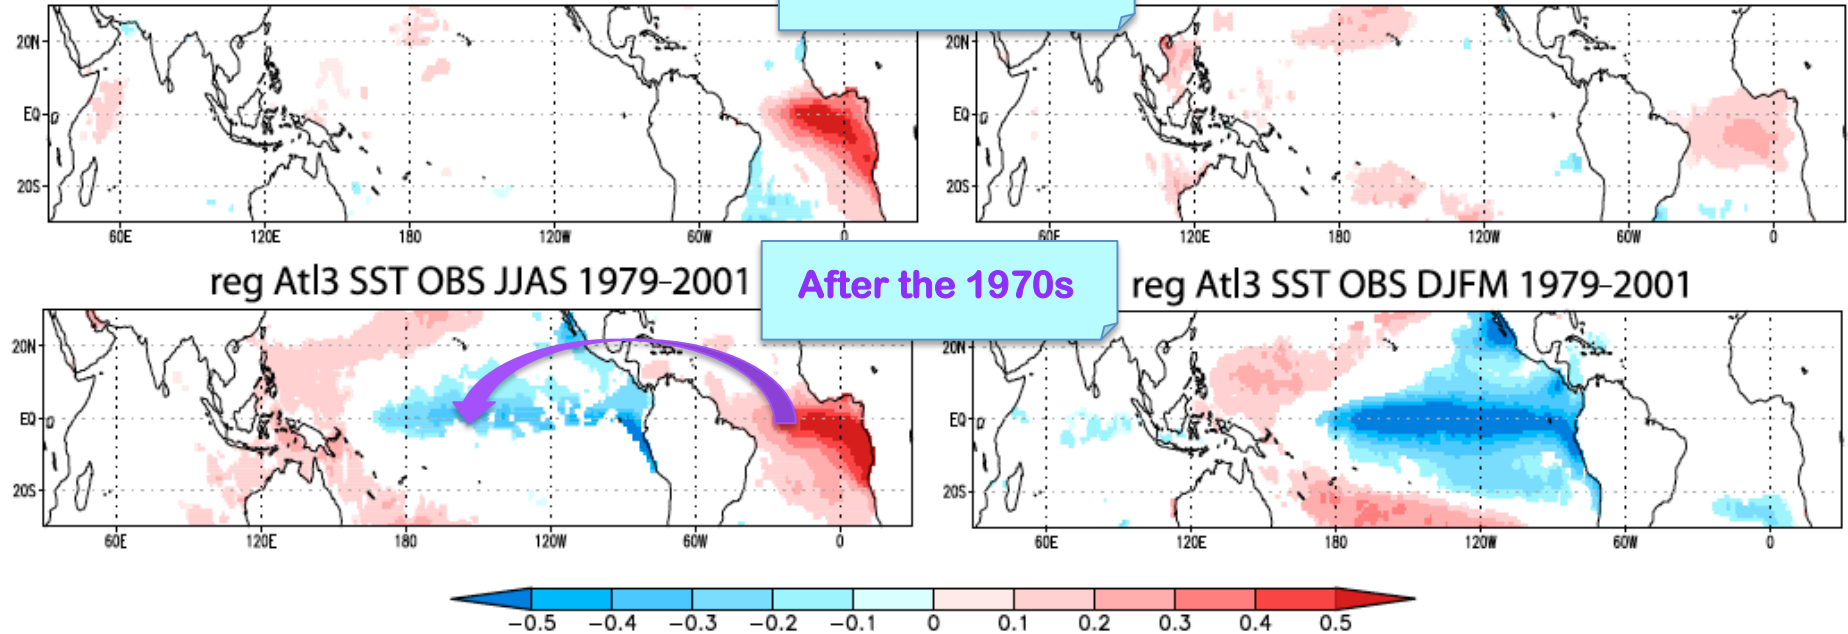 20N
EQ
20S
60E 120E 180 120W 60W 0
20N
EQ
20S
60E 120E 180 120W 60W 0
After the 1970s
reg Atl3 SST OBS JJAS 1979-2001
reg Atl3 SST OBS DJFM 1979-2001
20N
EQ
20S
60E 120E 180 120W 60W 0
20N
EQ
20S
60E 120E 180 120W 60W 0
-0.5 -0.4 -0.3 -0.2 -0.1 0 0.1 0.2 0.3 0.4 0.5